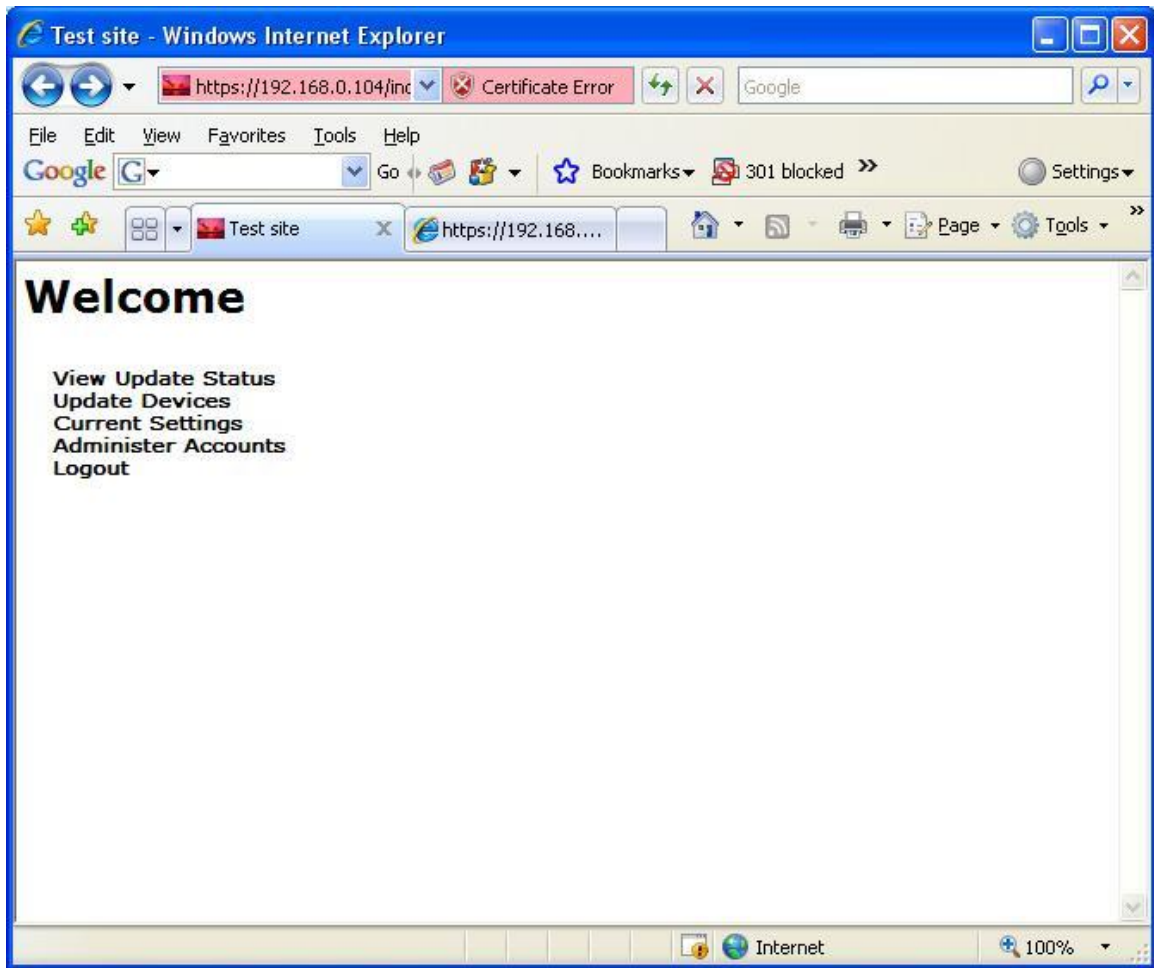 Test site - Windows Internet Explorer
https://192.168.0.104/inc Certificate Error Google
File Edit View Favorites Tools Help
Google G Go Bookmarks 301 blocked » Settings
Test site https://192.168.... Page Tools »
Welcome
View Update Status
Update Devices
Current Settings
Administer Accounts
Logout
Internet 100%